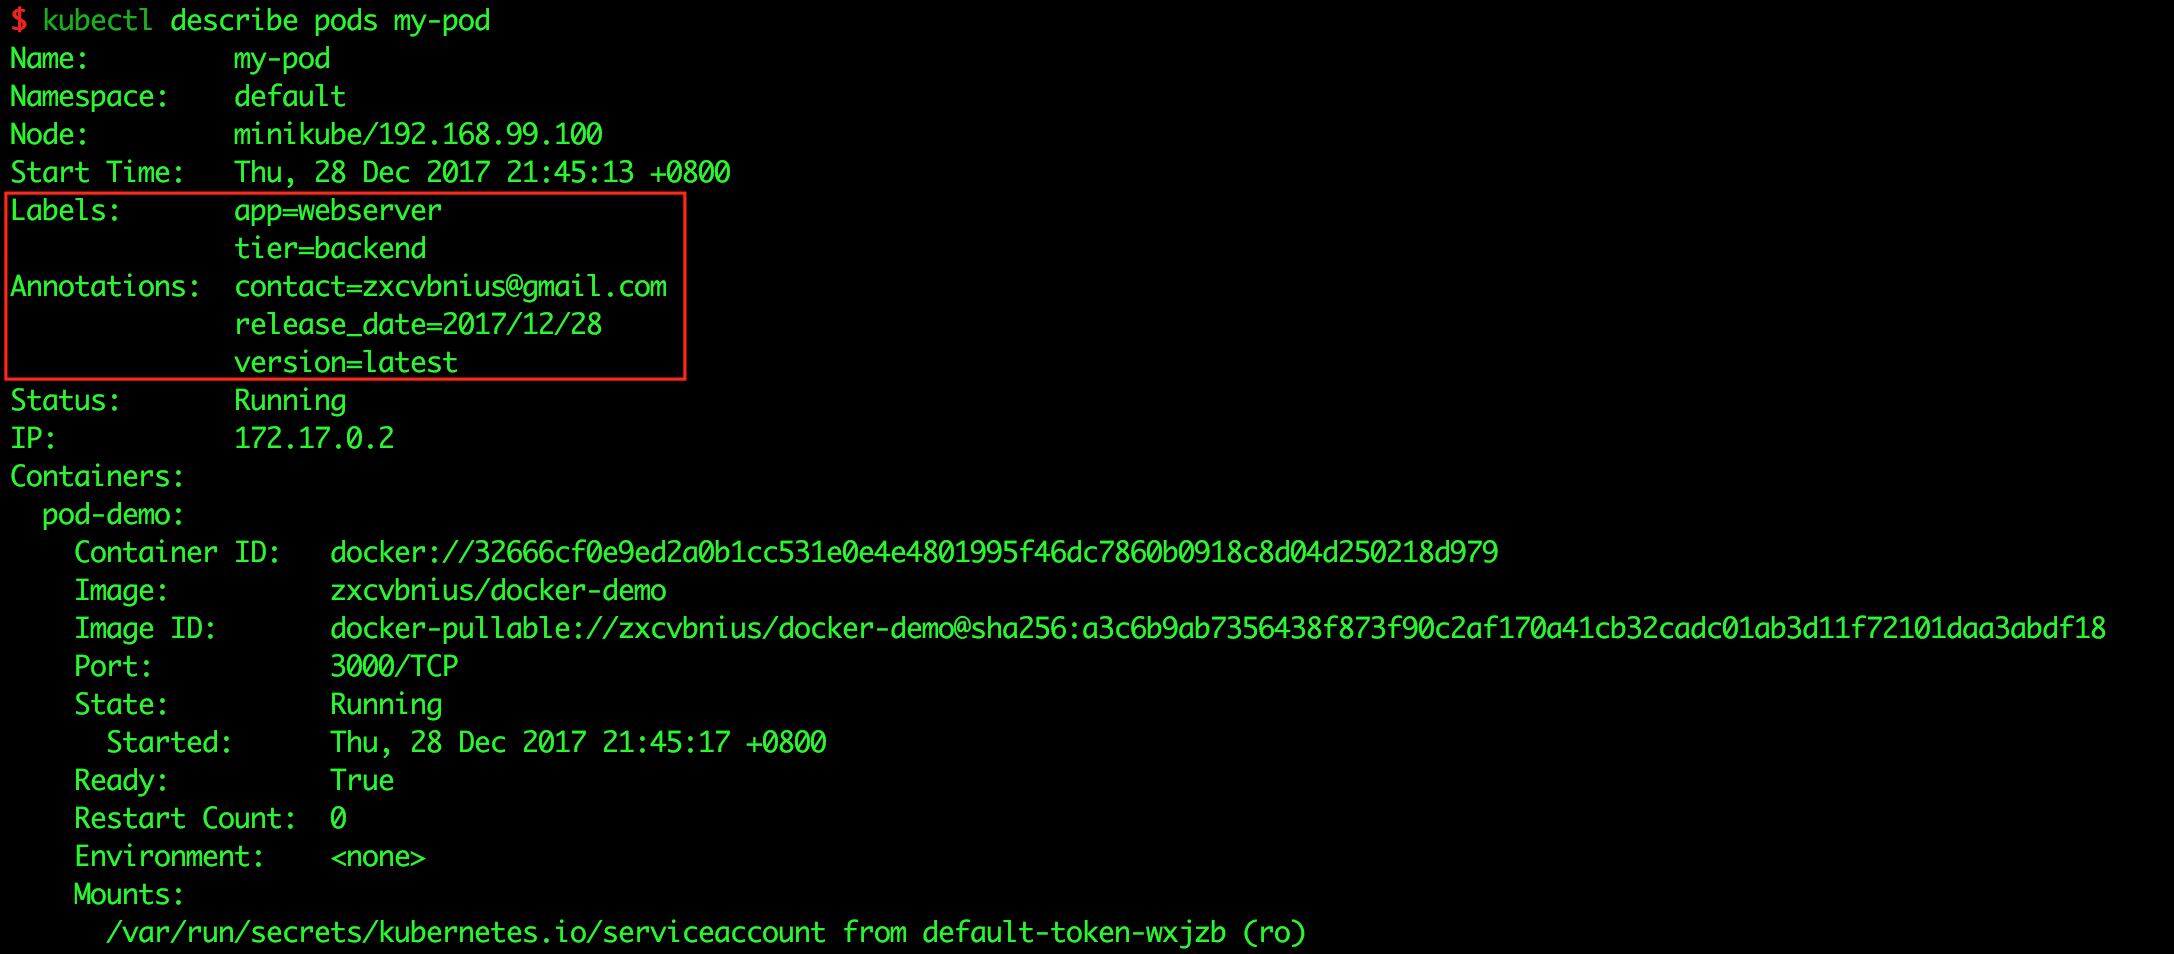 $ kubectl describe pods my-pod
Name:         my-pod
Namespace:    default
Node:         minikube/192.168.99.100
Start Time:   Thu, 28 Dec 2017 21:45:13 +0800
Labels:       app=webserver
              tier=backend
Annotations:  contact=zxcvbnius@gmail.com
              release_date=2017/12/28
              version=latest
Status:       Running
IP:           172.17.0.2
Containers:
  pod-demo:
    Container ID:   docker://32666cf0e9ed2a0b1cc531e0e4e4801995f46dc7860b0918c8d04d250218d979
    Image:          zxcvbnius/docker-demo
    Image ID:       docker-pullable://zxcvbnius/docker-demo@sha256:a3c6b9ab7356438f873f90c2af170a41cb32cadc01ab3d11f72101daa3abdf18
    Port:           3000/TCP
    State:          Running
      Started:      Thu, 28 Dec 2017 21:45:17 +0800
    Ready:          True
    Restart Count:  0
    Environment:    <none>
    Mounts:
      /var/run/secrets/kubernetes.io/serviceaccount from default-token-wxjzb (ro)